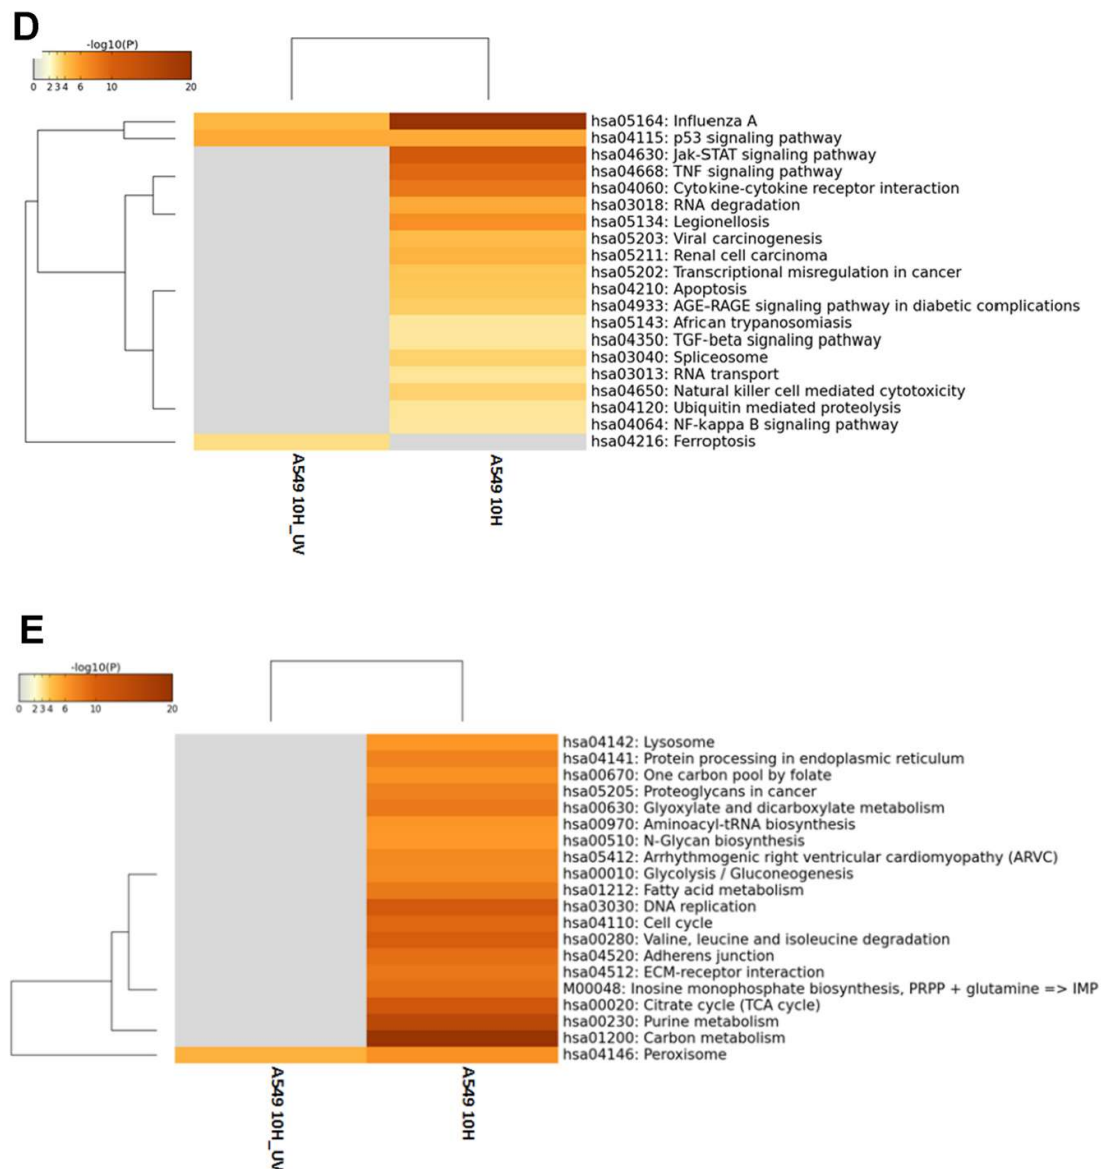 D
-log10(P)
0 2 3 4 6 10 20
hsa05164: Influenza A
hsa04115: p53 signaling pathway
hsa04630: Jak-STAT signaling pathway
hsa04668: TNF signaling pathway
hsa04060: Cytokine-cytokine receptor interaction
hsa03018: RNA degradation
hsa05134: Legionellosis
hsa05203: Viral carcinogenesis
hsa05211: Renal cell carcinoma
hsa05202: Transcriptional misregulation in cancer
hsa04210: Apoptosis
hsa04933: AGE-RAGE signaling pathway in diabetic complications
hsa05143: African trypanosomiasis
hsa04350: TGF-beta signaling pathway
hsa03040: Spliceosome
hsa03013: RNA transport
hsa04650: Natural killer cell mediated cytotoxicity
hsa04120: Ubiquitin mediated proteolysis
hsa04064: NF-kappa B signaling pathway
hsa04216: Ferroptosis
A549 10H_UV
A549 10H
E
-log10(P)
0 2 3 4 6 10 20
hsa04142: Lysosome
hsa04141: Protein processing in endoplasmic reticulum
hsa00670: One carbon pool by folate
hsa05205: Proteoglycans in cancer
hsa00630: Glyoxylate and dicarboxylate metabolism
hsa00970: Aminoacyl-tRNA biosynthesis
hsa00510: N-Glycan biosynthesis
hsa05412: Arrhythmogenic right ventricular cardiomyopathy (ARVC)
hsa00010: Glycolysis / Gluconeogenesis
hsa01212: Fatty acid metabolism
hsa03030: DNA replication
hsa04110: Cell cycle
hsa00280: Valine, leucine and isoleucine degradation
hsa04520: Adherens junction
hsa04512: ECM-receptor interaction
M00048: Inosine monophosphate biosynthesis, PRPP + glutamine => IMP
hsa00020: Citrate cycle (TCA cycle)
hsa00230: Purine metabolism
hsa01200: Carbon metabolism
hsa04146: Peroxisome
A549 10H_UV
A549 10H